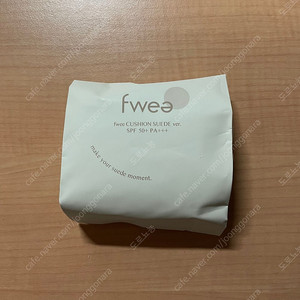 fwee
fwee CUSHION SUEDE ver.
SPF 50+ PA+++
make your suede moment.